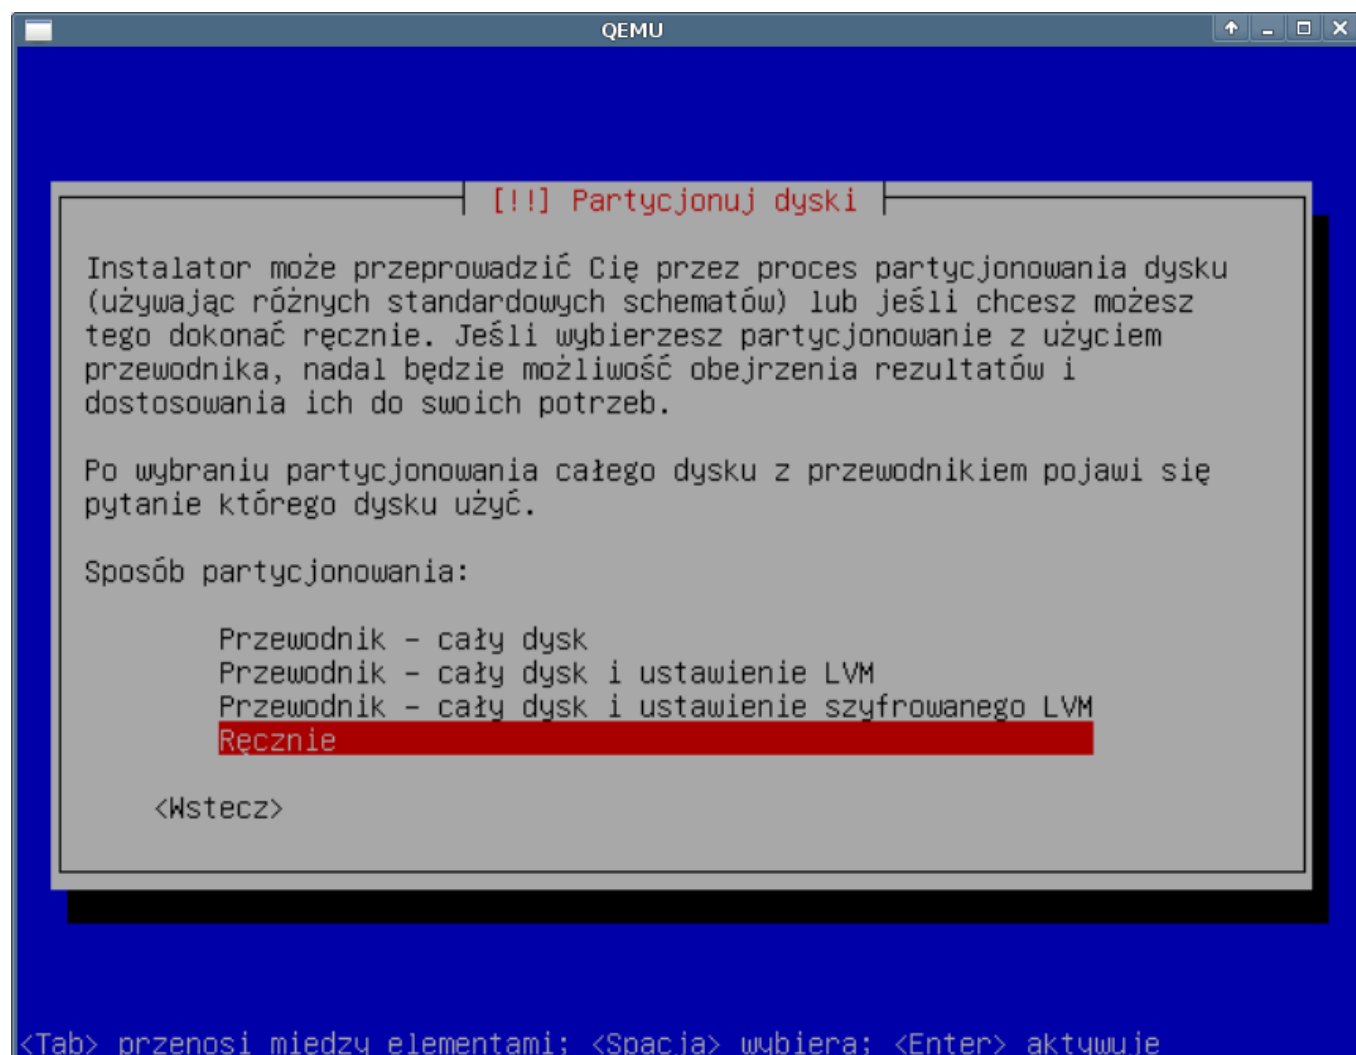 QEMU
[!!] Partycjonuj dyski
Instalator może przeprowadzić Cię przez proces partycjonowania dysku
(używając różnych standardowych schematów) lub jeśli chcesz możesz
tego dokonać ręcznie. Jeśli wybierzesz partycjonowanie z użyciem
przewodnika, nadal będzie możliwość obejrzenia rezultatów i
dostosowania ich do swoich potrzeb.
Po wybraniu partycjonowania całego dysku z przewodnikiem pojawi się
pytanie którego dysku użyć.
Sposób partycjonowania:
Przewodnik – cały dysk
Przewodnik – cały dysk i ustawienie LVM
Przewodnik – cały dysk i ustawienie szyfrowanego LVM
Ręcznie
<Wstecz>
<Tab> przenosi miedzy elementami; <Spacja> wybiera; <Enter> aktywuje